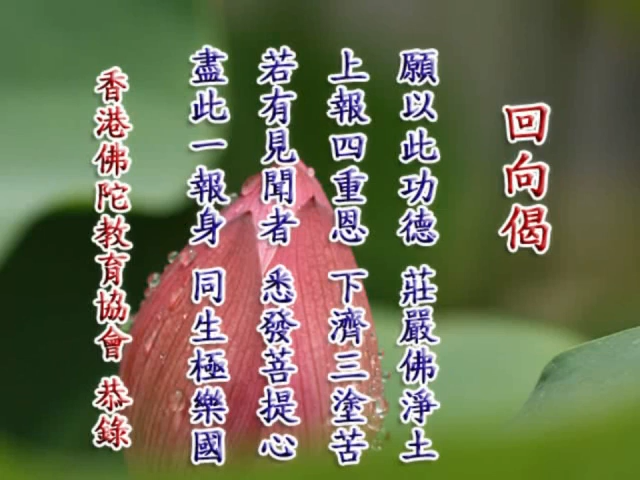 回向偈
願以此功德 莊嚴佛淨土
上報四重恩 下濟三塗苦
若有見聞者 悉發菩提心
盡此一報身 同生極樂國
香港佛陀教育協會 恭錄